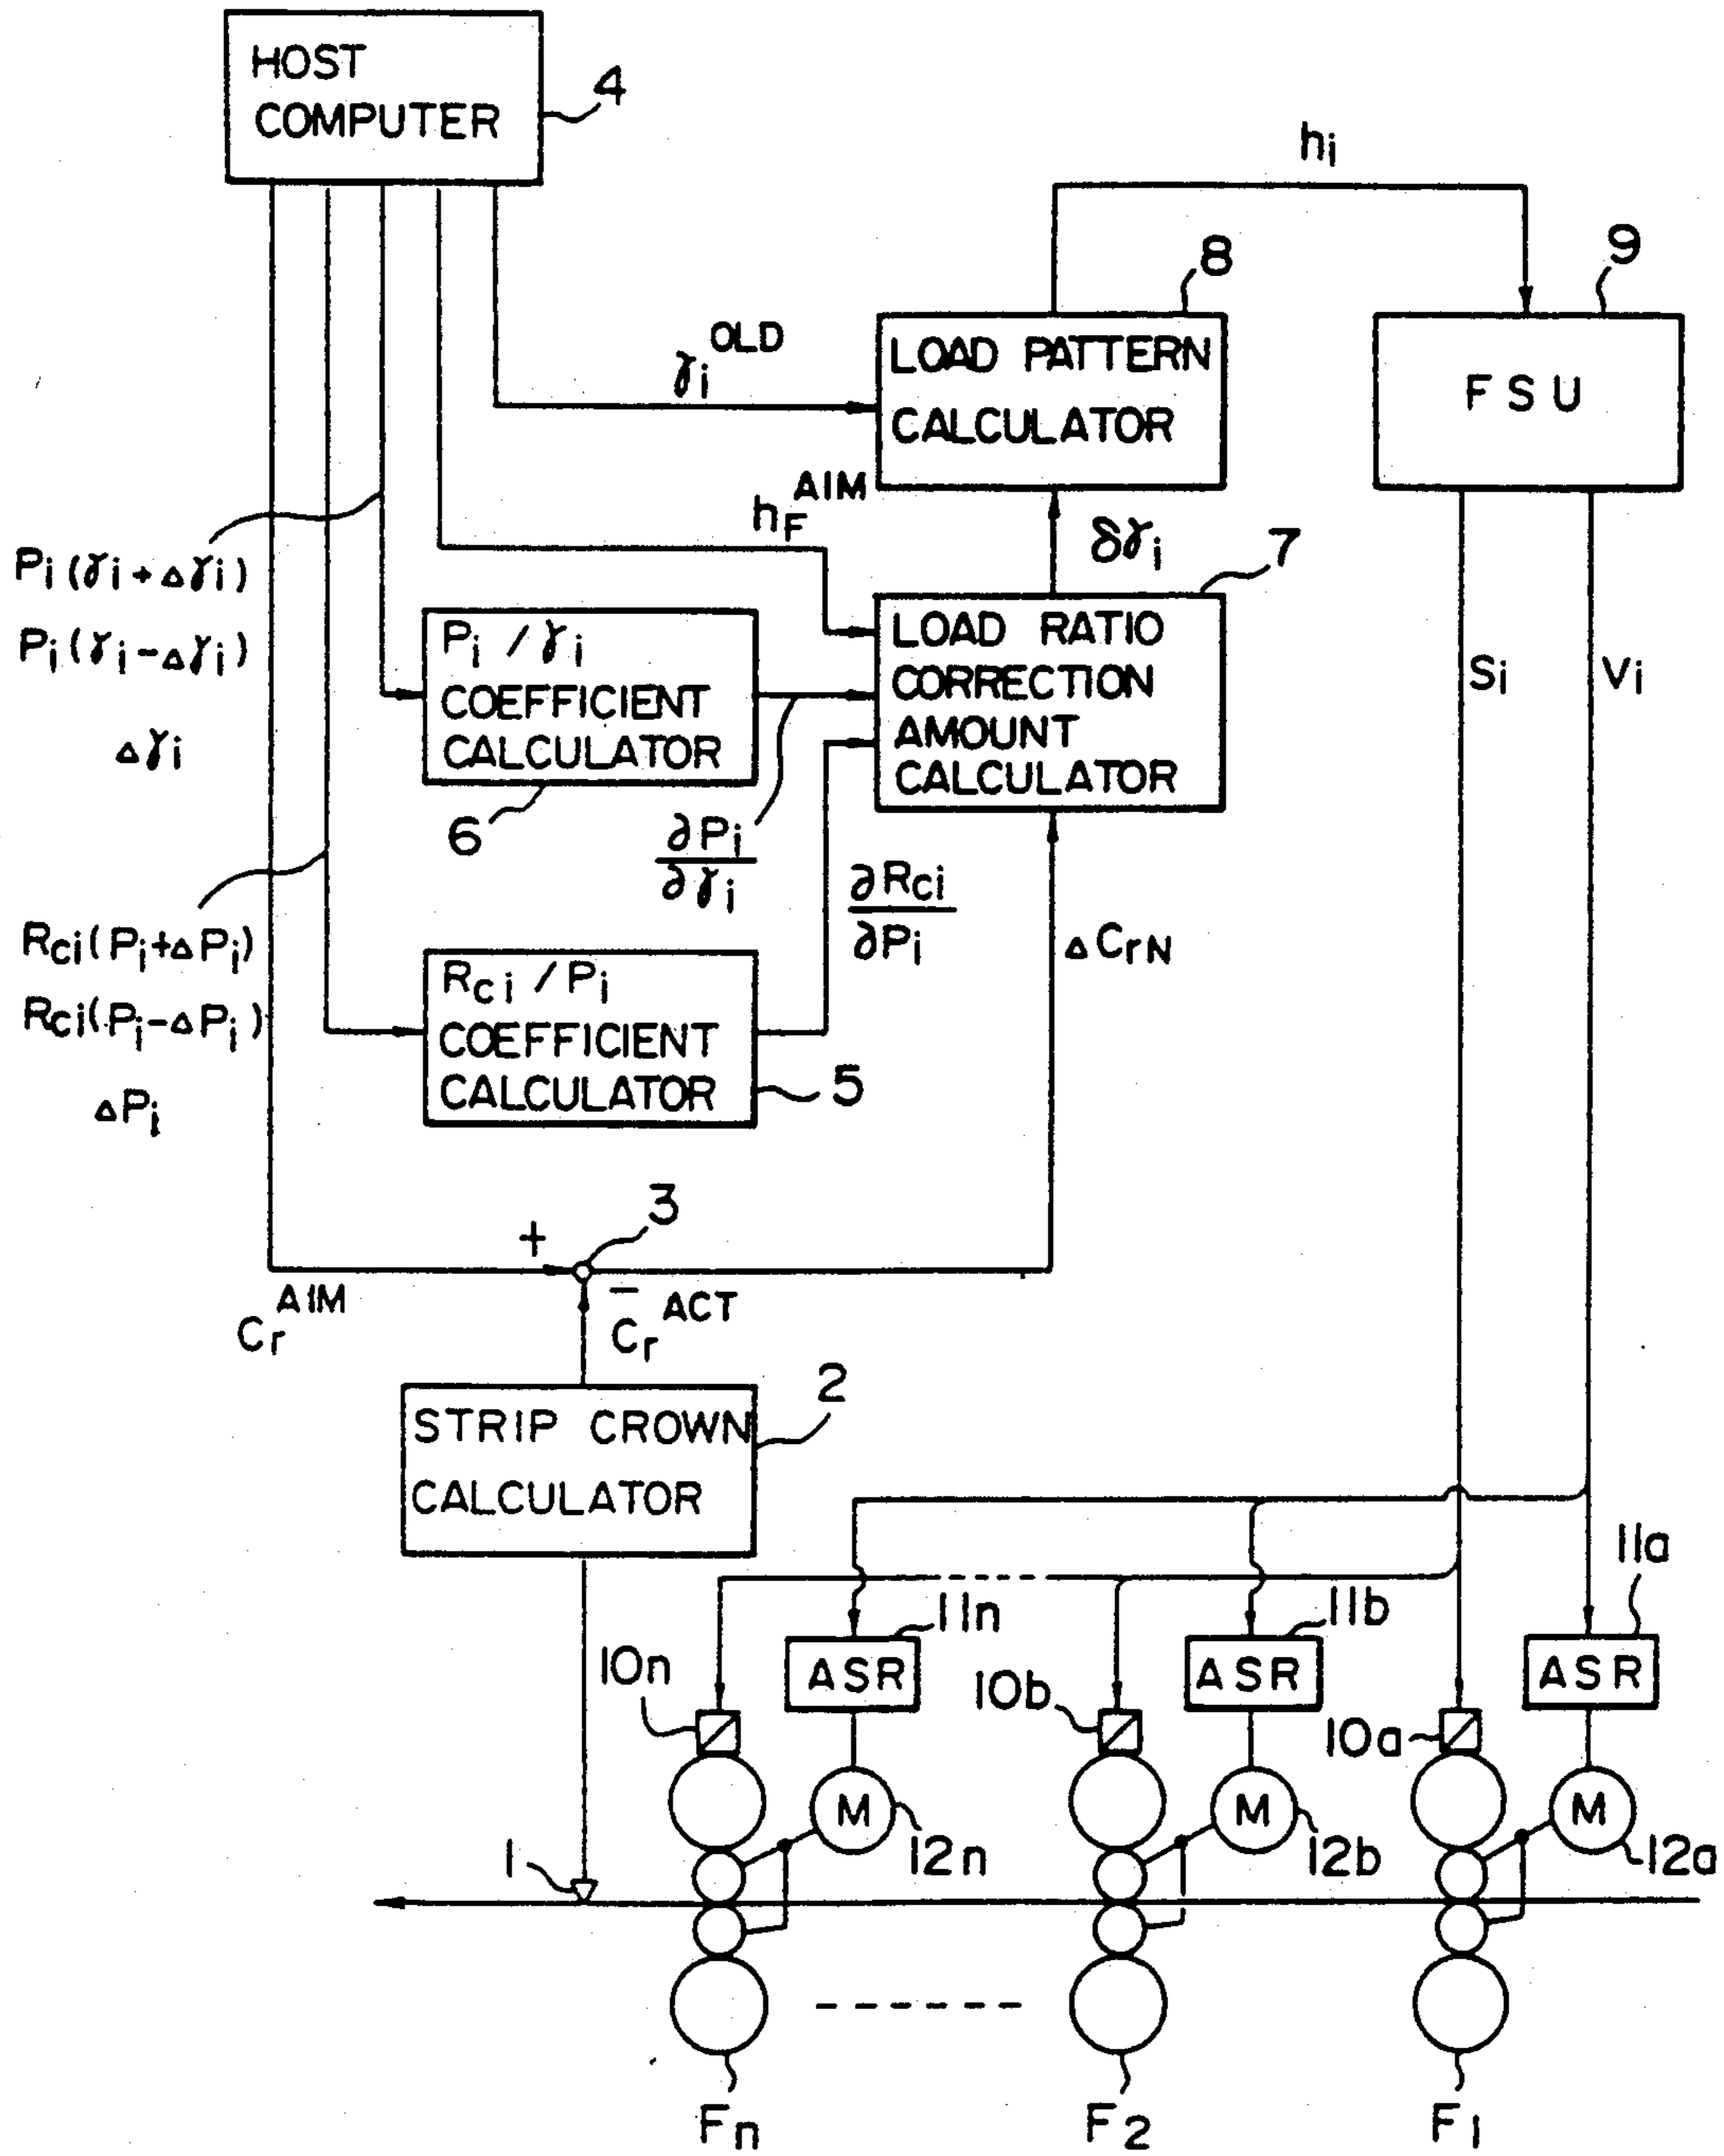 HOST
COMPUTER
4
hi
8
9
γi OLD
LOAD PATTERN
CALCULATOR
FSU
hF AIM
δγi
7
Pi (γi + Δγi)
Pi (γi - Δγi)
Δγi
Pi / γi
COEFFICIENT
CALCULATOR
6
LOAD RATIO
CORRECTION
AMOUNT
CALCULATOR
Si
Vi
∂Pi
∂γi
∂Rci
∂Pi
ΔCrN
Rci (Pi + ΔPi)
Rci (Pi - ΔPi)
ΔPi
Rci / Pi
COEFFICIENT
CALCULATOR
5
+
3
−
Cr AIM
Cr ACT
STRIP CROWN
CALCULATOR
2
11n
11b
11a
10n
ASR
10b
ASR
10a
ASR
M
M
M
12n
12b
12a
1
Fn
F2
F1